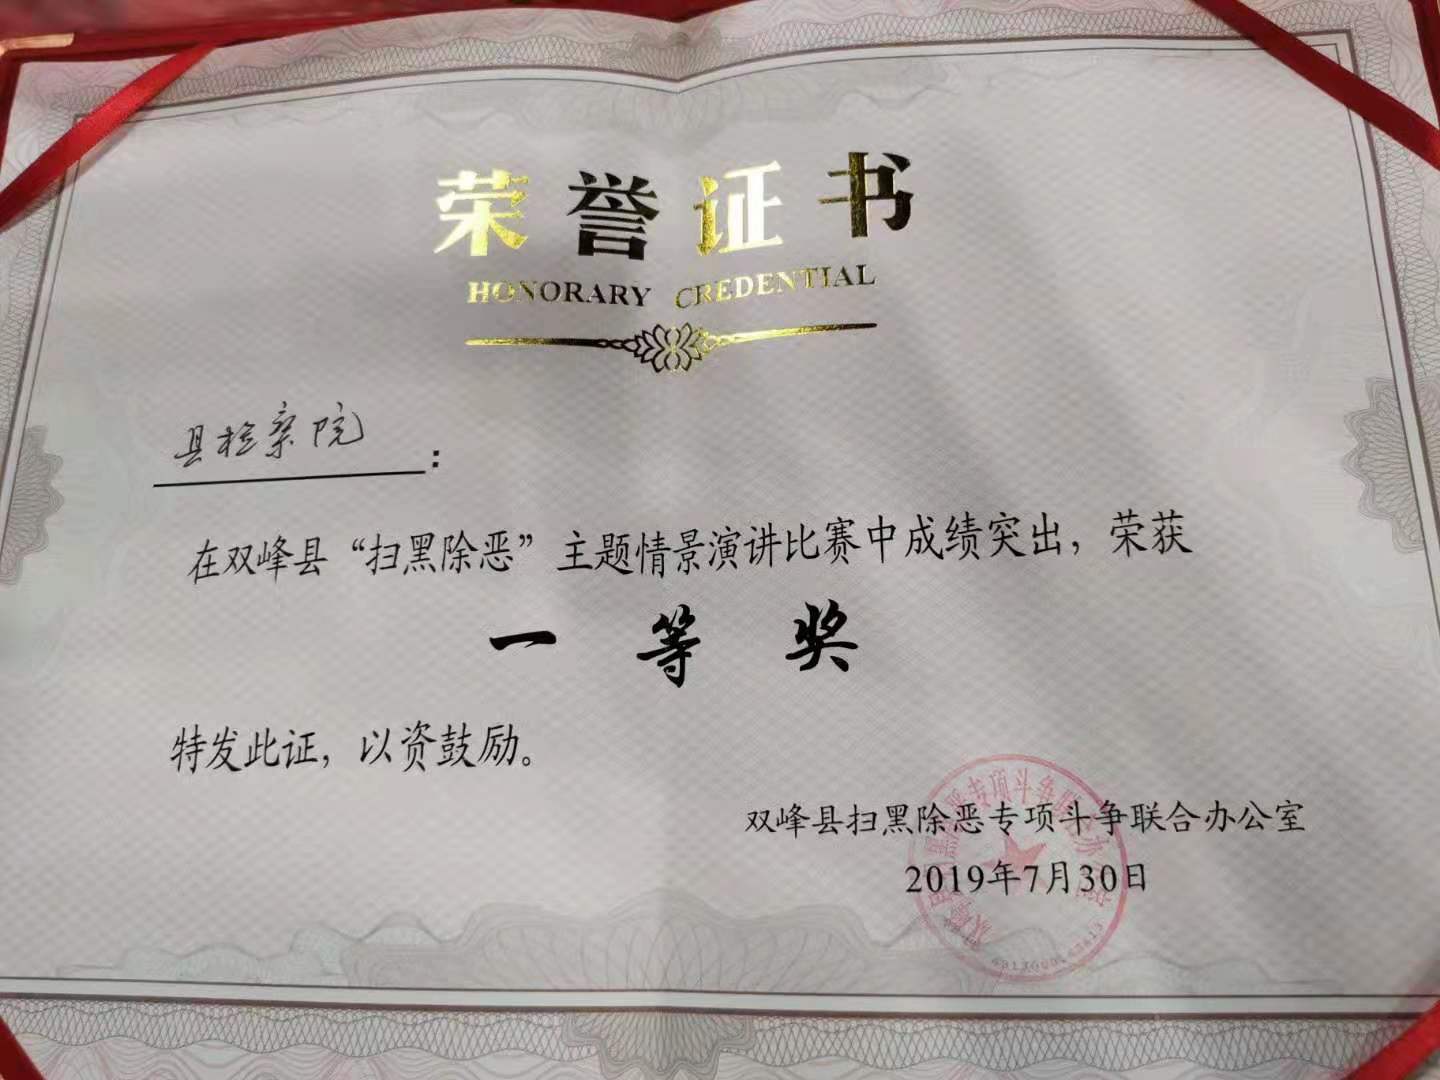 荣誉证书
HONORARY CREDENTIAL
县检察院：
在双峰县“扫黑除恶”主题情景演讲比赛中成绩突出，荣获
一等奖
特发此证，以资鼓励。
双峰县扫黑除恶专项斗争联合办公室
2019年7月30日